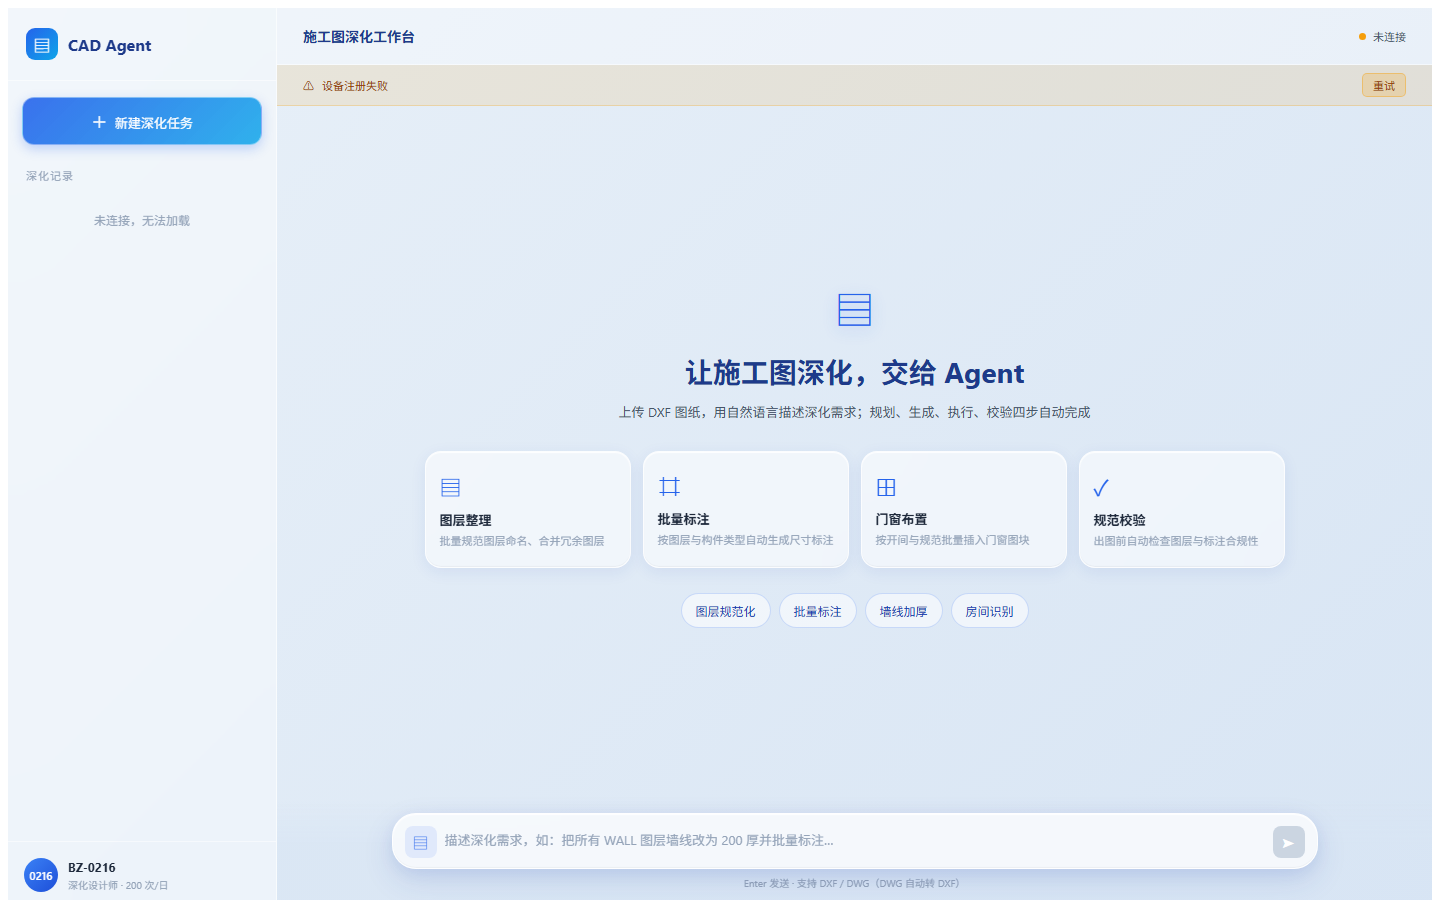 CAD Agent
新建深化任务
深化记录
未连接，无法加载
0216
BZ-0216
深化设计师 · 200 次/日
施工图深化工作台
未连接
设备注册失败
重试
让施工图深化，交给 Agent
上传 DXF 图纸，用自然语言描述深化需求；规划、生成、执行、校验四步自动完成
图层整理
批量规范图层命名、合并冗余图层
批量标注
按图层与构件类型自动生成尺寸标注
门窗布置
按开间与规范批量插入门窗图块
规范校验
出图前自动检查图层与标注合规性
图层规范化
批量标注
墙线加厚
房间识别
描述深化需求，如：把所有 WALL 图层墙线改为 200 厚并批量标注...
Enter 发送 · 支持 DXF / DWG（DWG 自动转 DXF）